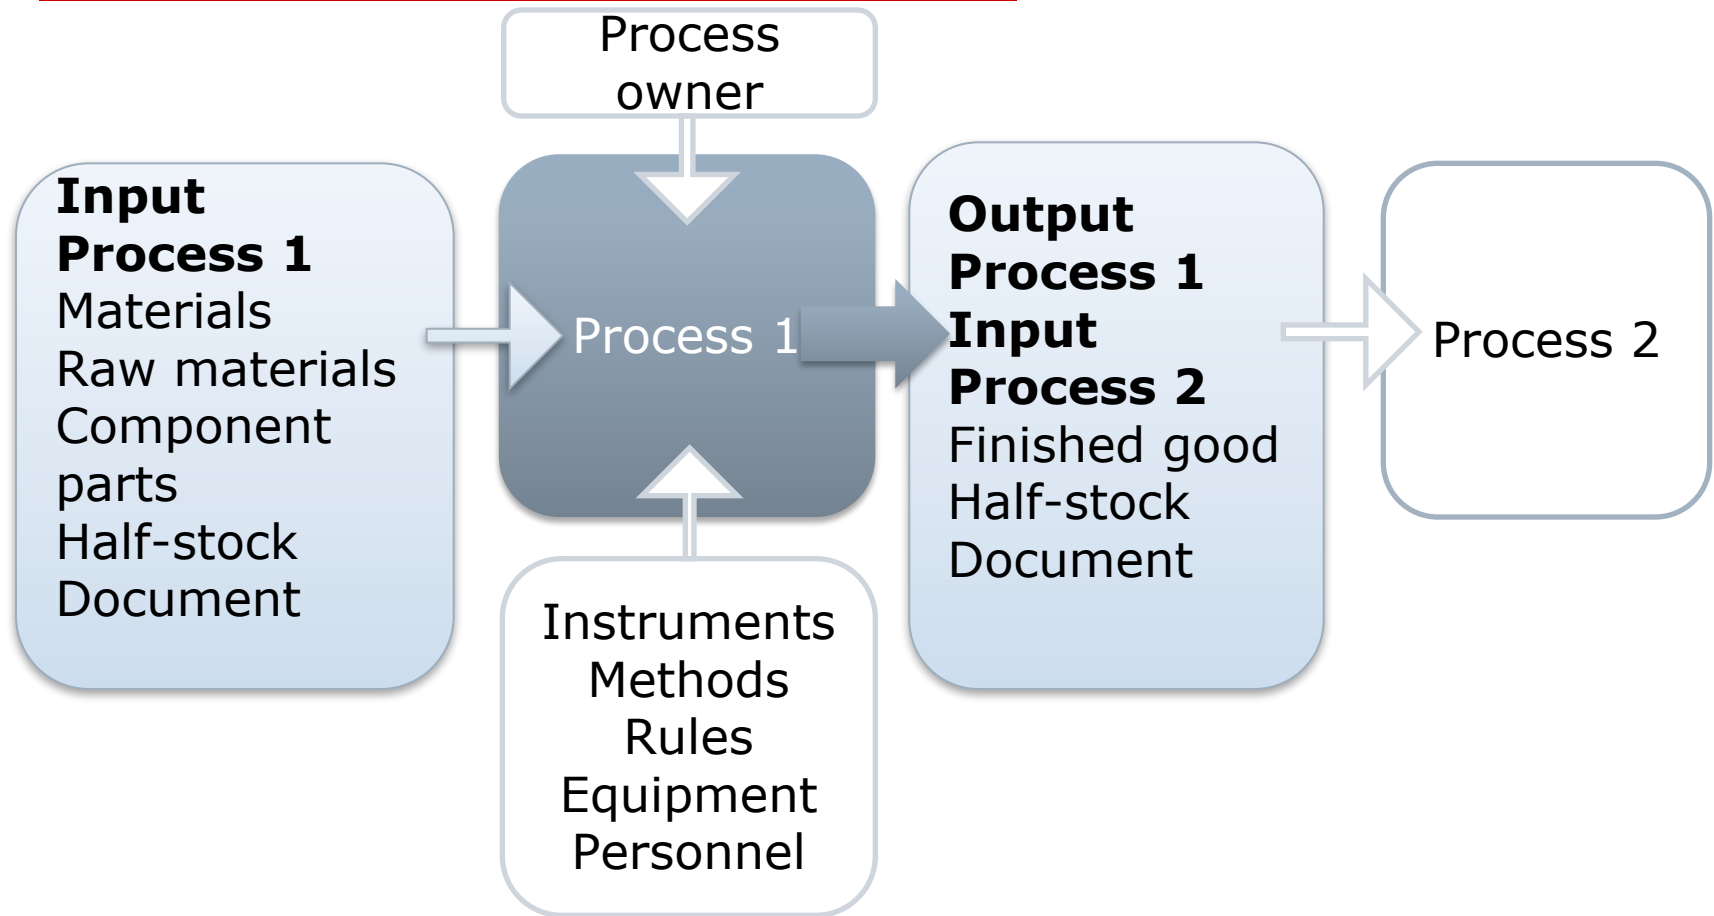 Process
owner
Input
Process 1
Materials
Raw materials
Component
parts
Half-stock
Document
Process 1
Output
Process 1
Input
Process 2
Finished good
Half-stock
Document
Process 2
Instruments
Methods
Rules
Equipment
Personnel